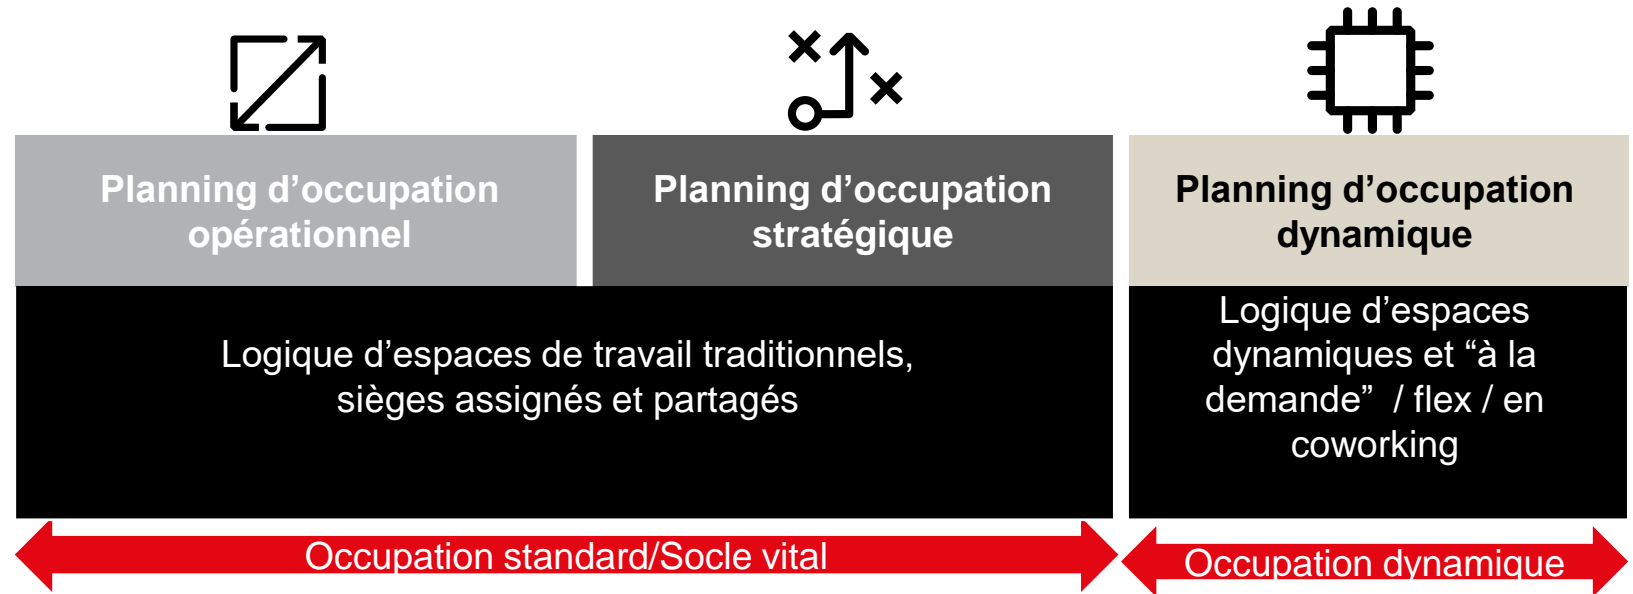 Planning d’occupation
opérationnel
Planning d’occupation
stratégique
Planning d’occupation
dynamique
Logique d’espaces de travail traditionnels,
sièges assignés et partagés
Logique d’espaces
dynamiques et “à la
demande” / flex / en
coworking
Occupation standard/Socle vital
Occupation dynamique